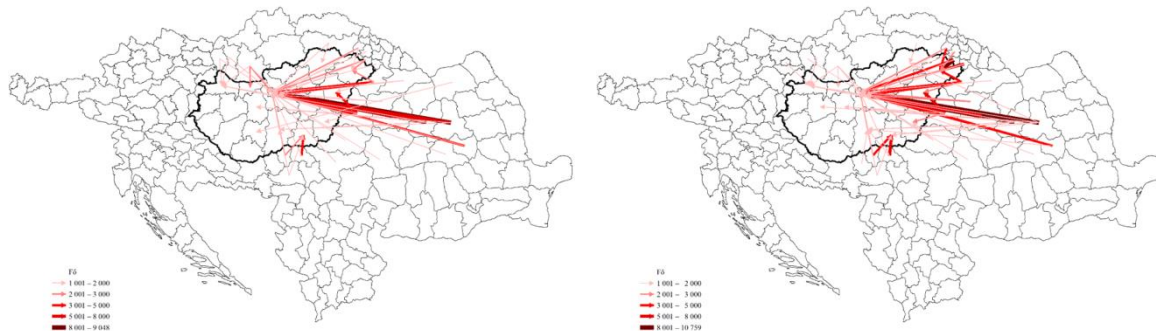 Fő
1 001 – 2 000
2 001 – 3 000
3 001 – 5 000
5 001 – 8 000
8 001 – 9 048
Fő
1 001 – 2 000
2 001 – 3 000
3 001 – 5 000
5 001 – 8 000
8 001 – 10 759